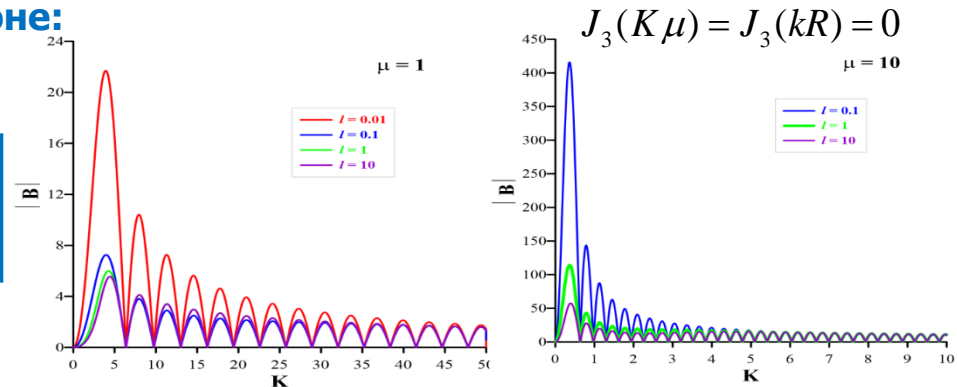 оне:
J₃(Kμ) = J₃(kR) = 0
24
20
16
12
8
4
0
|B|
μ = 1
l = 0.01
l = 0.1
l = 1
l = 10
0 5 10 15 20 25 30 35 40 45 50
K
450
400
350
300
250
200
150
100
50
0
|B|
μ = 10
l = 0.1
l = 1
l = 10
0 1 2 3 4 5 6 7 8 9 10
K